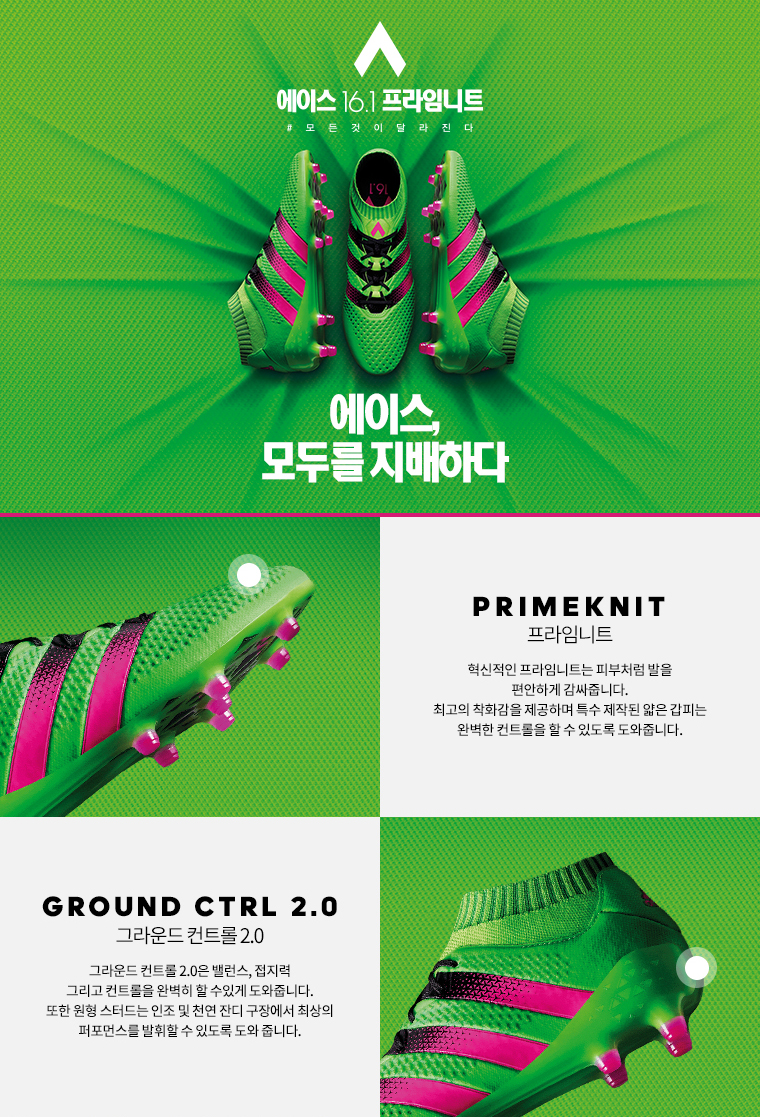 에이스 16.1 프라임니트
#모든것이달라진다
16.1
에이스,
모두를 지배하다
PRIMEKNIT
프라임니트
혁신적인 프라임니트는 피부처럼 발을
편안하게 감싸줍니다.
최고의 착화감을 제공하며 특수 제작된 얇은 갑피는
완벽한 컨트롤을 할 수 있도록 도와줍니다.
GROUND CTRL 2.0
그라운드 컨트롤 2.0
그라운드 컨트롤 2.0은 밸런스, 접지력
그리고 컨트롤을 완벽히 할 수있게 도와줍니다.
또한 원형 스터드는 인조 및 천연 잔디 구장에서 최상의
퍼포먼스를 발휘할 수 있도록 도와 줍니다.